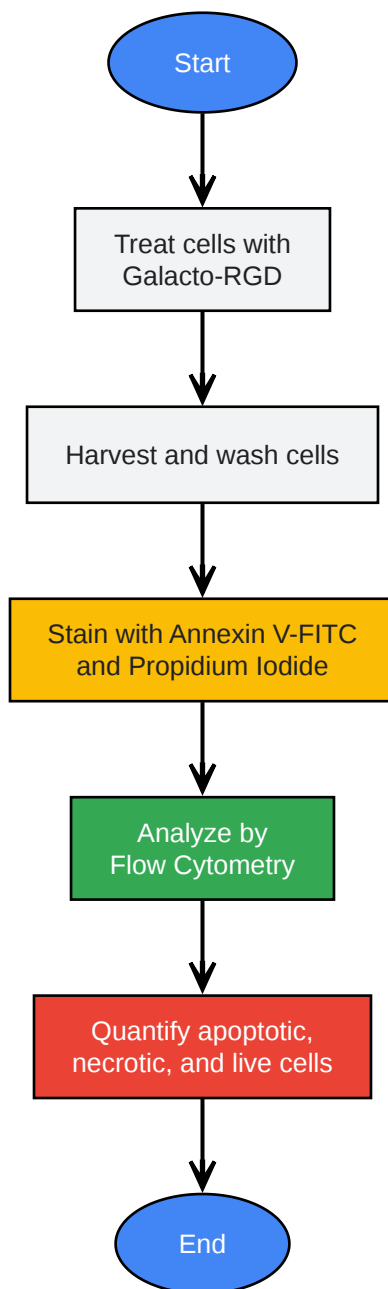 Start
Treat cells with
Galacto-RGD
Harvest and wash cells
Stain with Annexin V-FITC
and Propidium Iodide
Analyze by
Flow Cytometry
Quantify apoptotic,
necrotic, and live cells
End